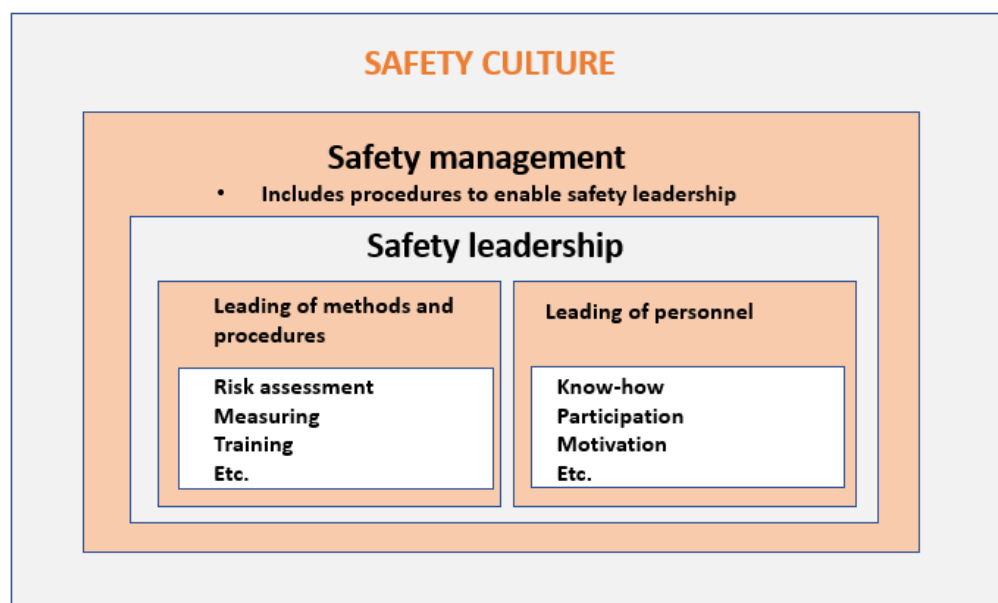 SAFETY CULTURE
Safety management
• Includes procedures to enable safety leadership
Safety leadership
Leading of methods and
procedures
Risk assessment
Measuring
Training
Etc.
Leading of personnel
Know-how
Participation
Motivation
Etc.